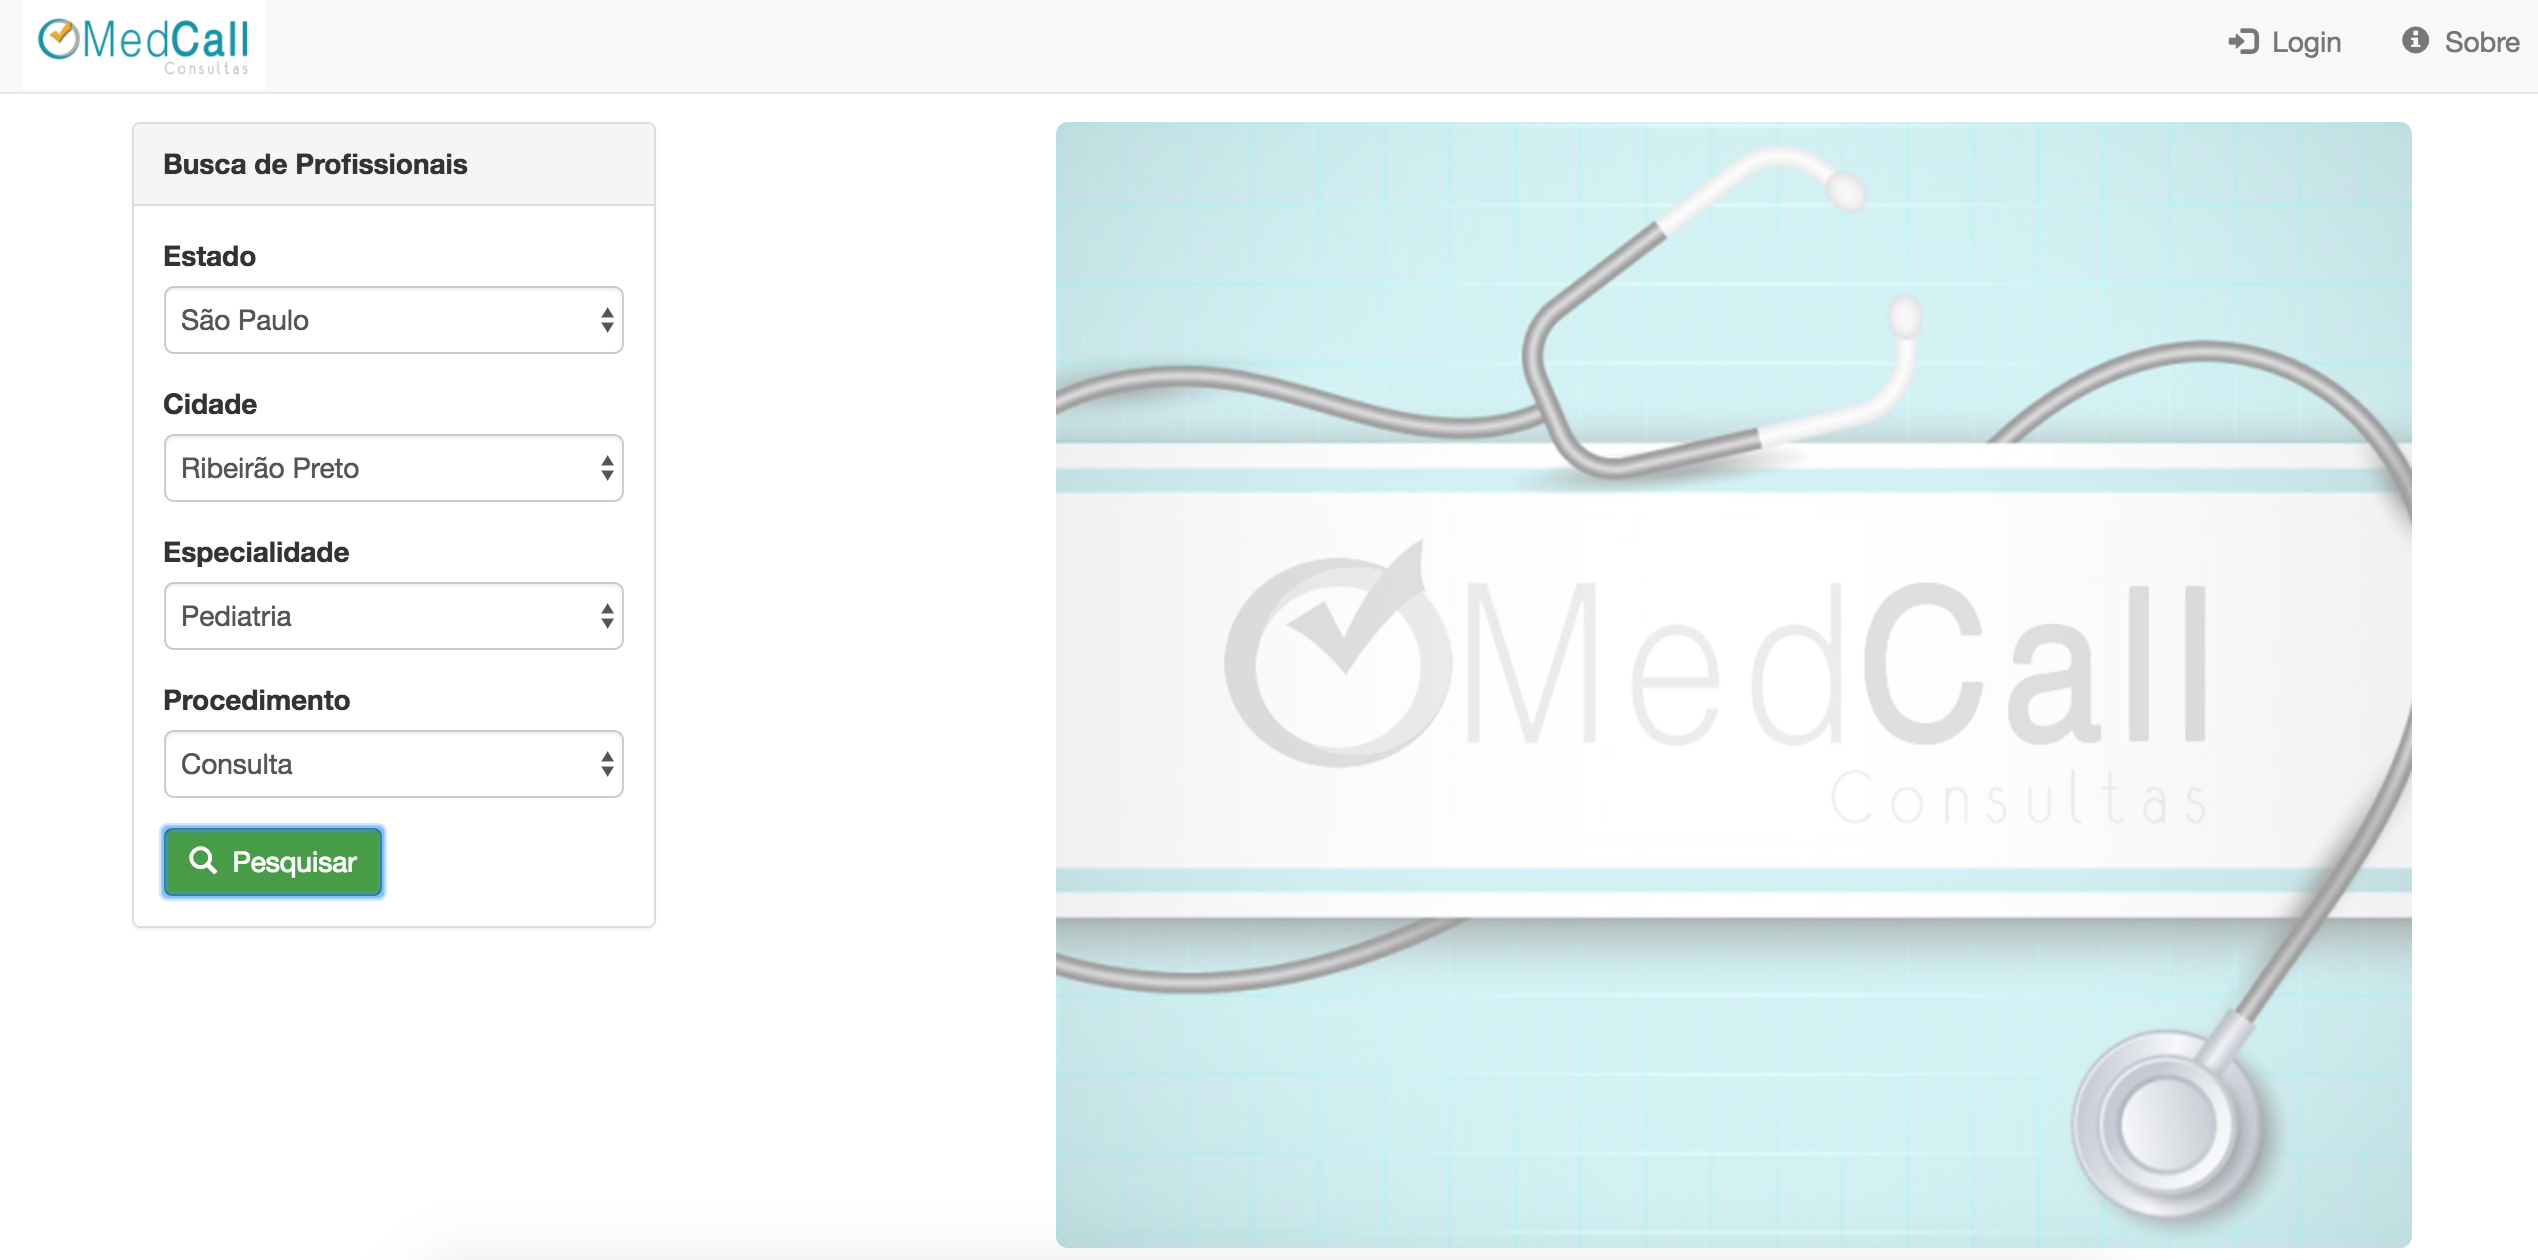 MedCall
Consultas
Login
Sobre
Busca de Profissionais
Estado
São Paulo
Cidade
Ribeirão Preto
Especialidade
Pediatria
Procedimento
Consulta
Pesquisar
MedCall
Consultas